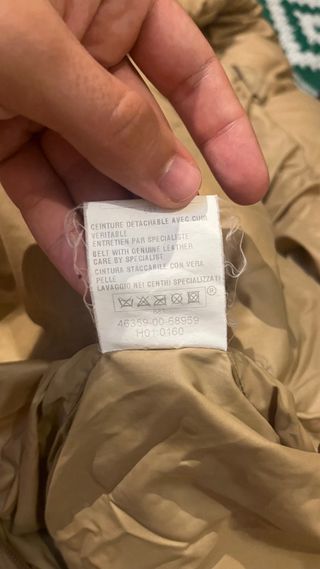 CEINTURE DETACHABLE AVEC CUIR
VERITABLE
ENTRETIEN PAR SPECIALISTE
BELT WITH GENUINE LEATHER
CARE BY SPECIALIST
CINTURA STACCABILE CON VERA
PELLE
LAVAGGIO NEI CENTRI SPECIALIZZATI
®
46359-00-68959
H01 0160